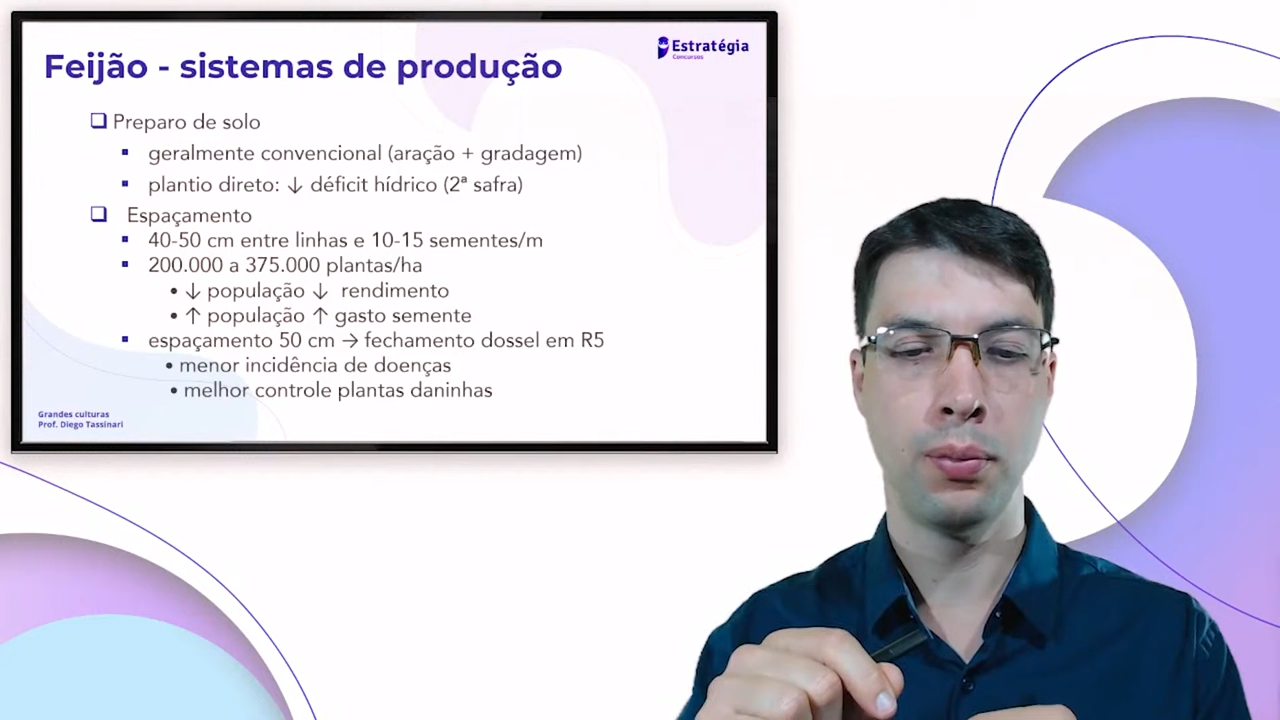 Estratégia
Concursos
Feijão - sistemas de produção
Preparo de solo
geralmente convencional (aração + gradagem)
plantio direto: ↓ déficit hídrico (2ª safra)
Espaçamento
40-50 cm entre linhas e 10-15 sementes/m
200.000 a 375.000 plantas/ha
• ↓ população ↓ rendimento
• ↑ população ↑ gasto semente
espaçamento 50 cm → fechamento dossel em R5
• menor incidência de doenças
• melhor controle plantas daninhas
Grandes culturas
Prof. Diego Tassinari